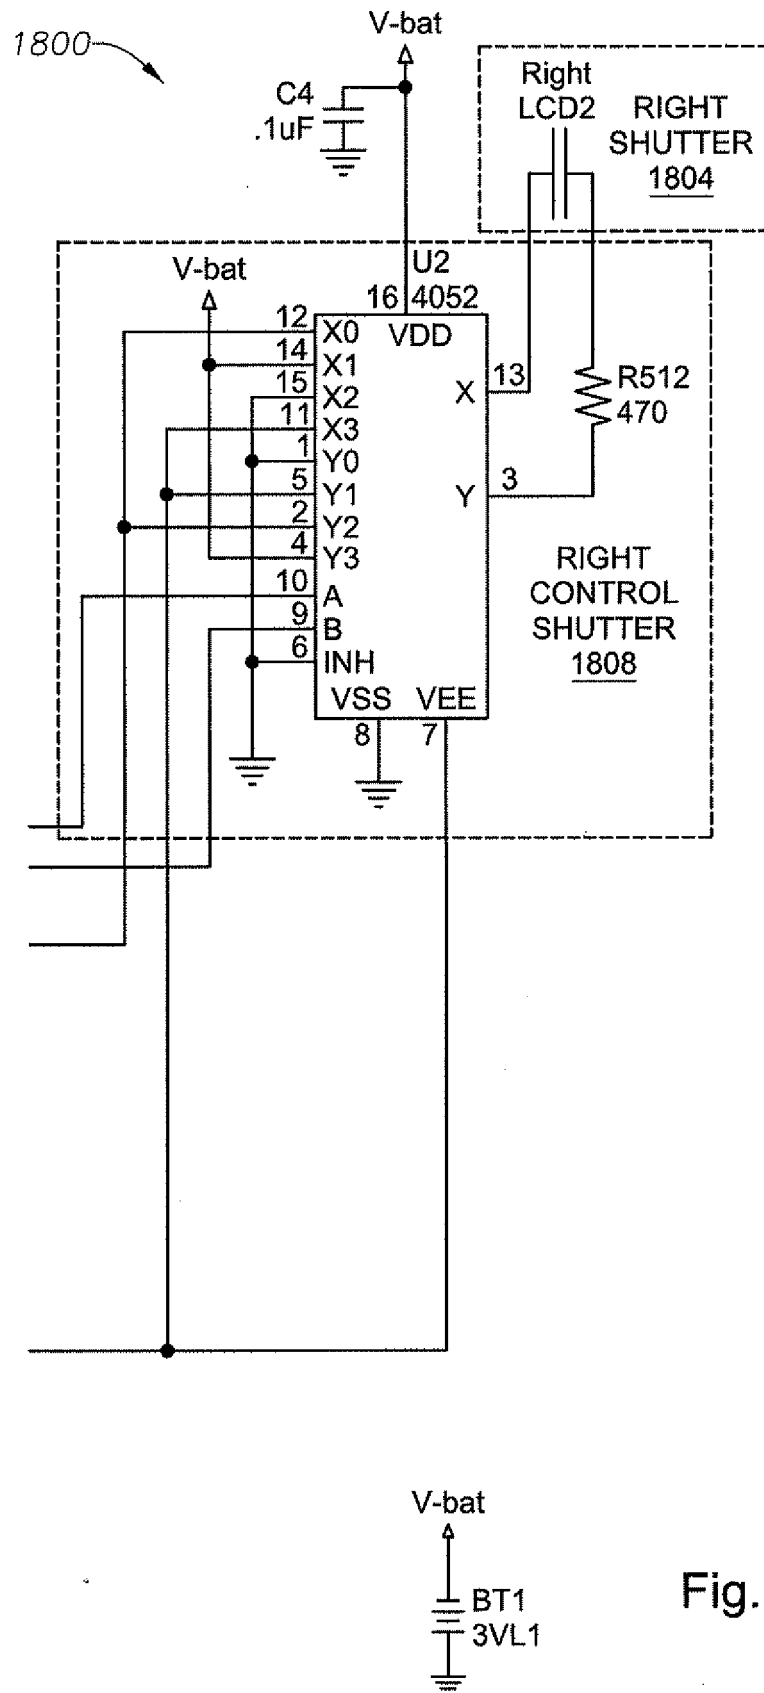 1800
V-bat
C4
.1uF
Right
LCD2
RIGHT
SHUTTER
1804
V-bat
U2
16 4052
VDD
12 X0
14 X1
15 X2
11 X3
1 Y0
5 Y1
2 Y2
4 Y3
10 A
9 B
6 INH
X 13
Y 3
R512
470
VSS VEE
8 7
RIGHT
CONTROL
SHUTTER
1808
V-bat
BT1
3VL1
Fig.